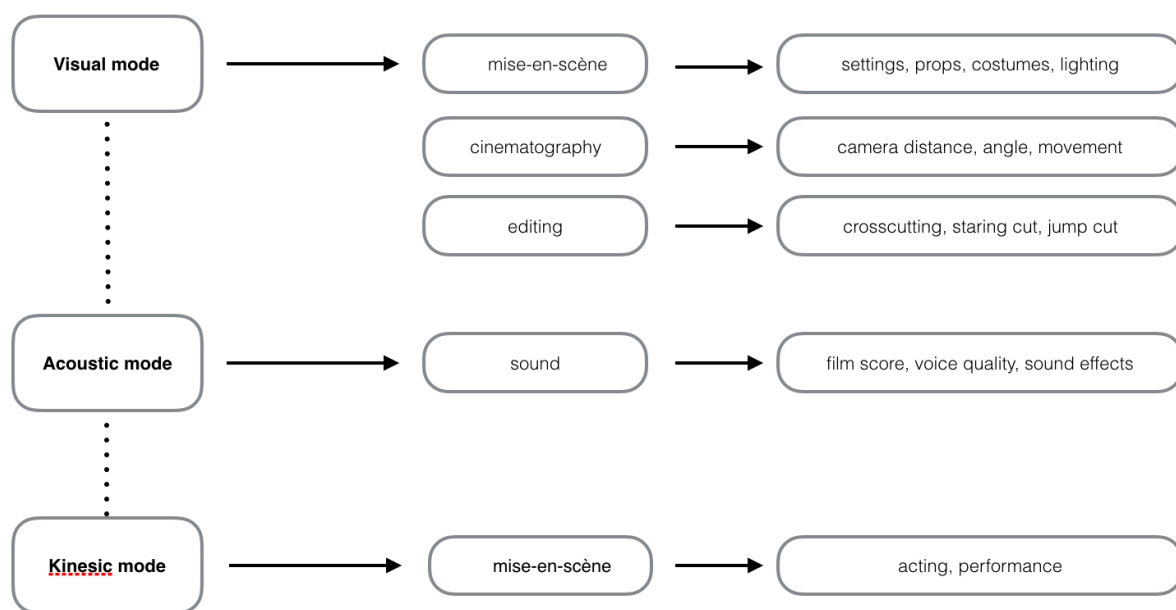 Visual mode
mise-en-scène
settings, props, costumes, lighting
cinematography
camera distance, angle, movement
editing
crosscutting, staring cut, jump cut
Acoustic mode
sound
film score, voice quality, sound effects
Kinesic mode
mise-en-scène
acting, performance